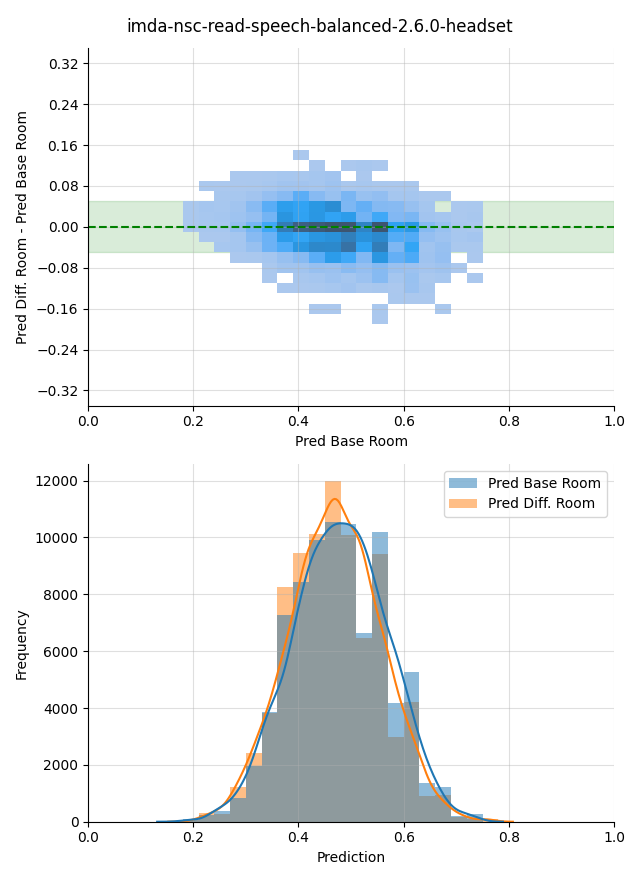 imda-nsc-read-speech-balanced-2.6.0-headset
Pred Diff. Room - Pred Base Room
0.32
0.24
0.16
0.08
0.00
−0.08
−0.16
−0.24
−0.32
0.0 0.2 0.4 0.6 0.8 1.0
Pred Base Room
Frequency
12000
10000
8000
6000
4000
2000
0
Pred Base Room
Pred Diff. Room
0.0 0.2 0.4 0.6 0.8 1.0
Prediction